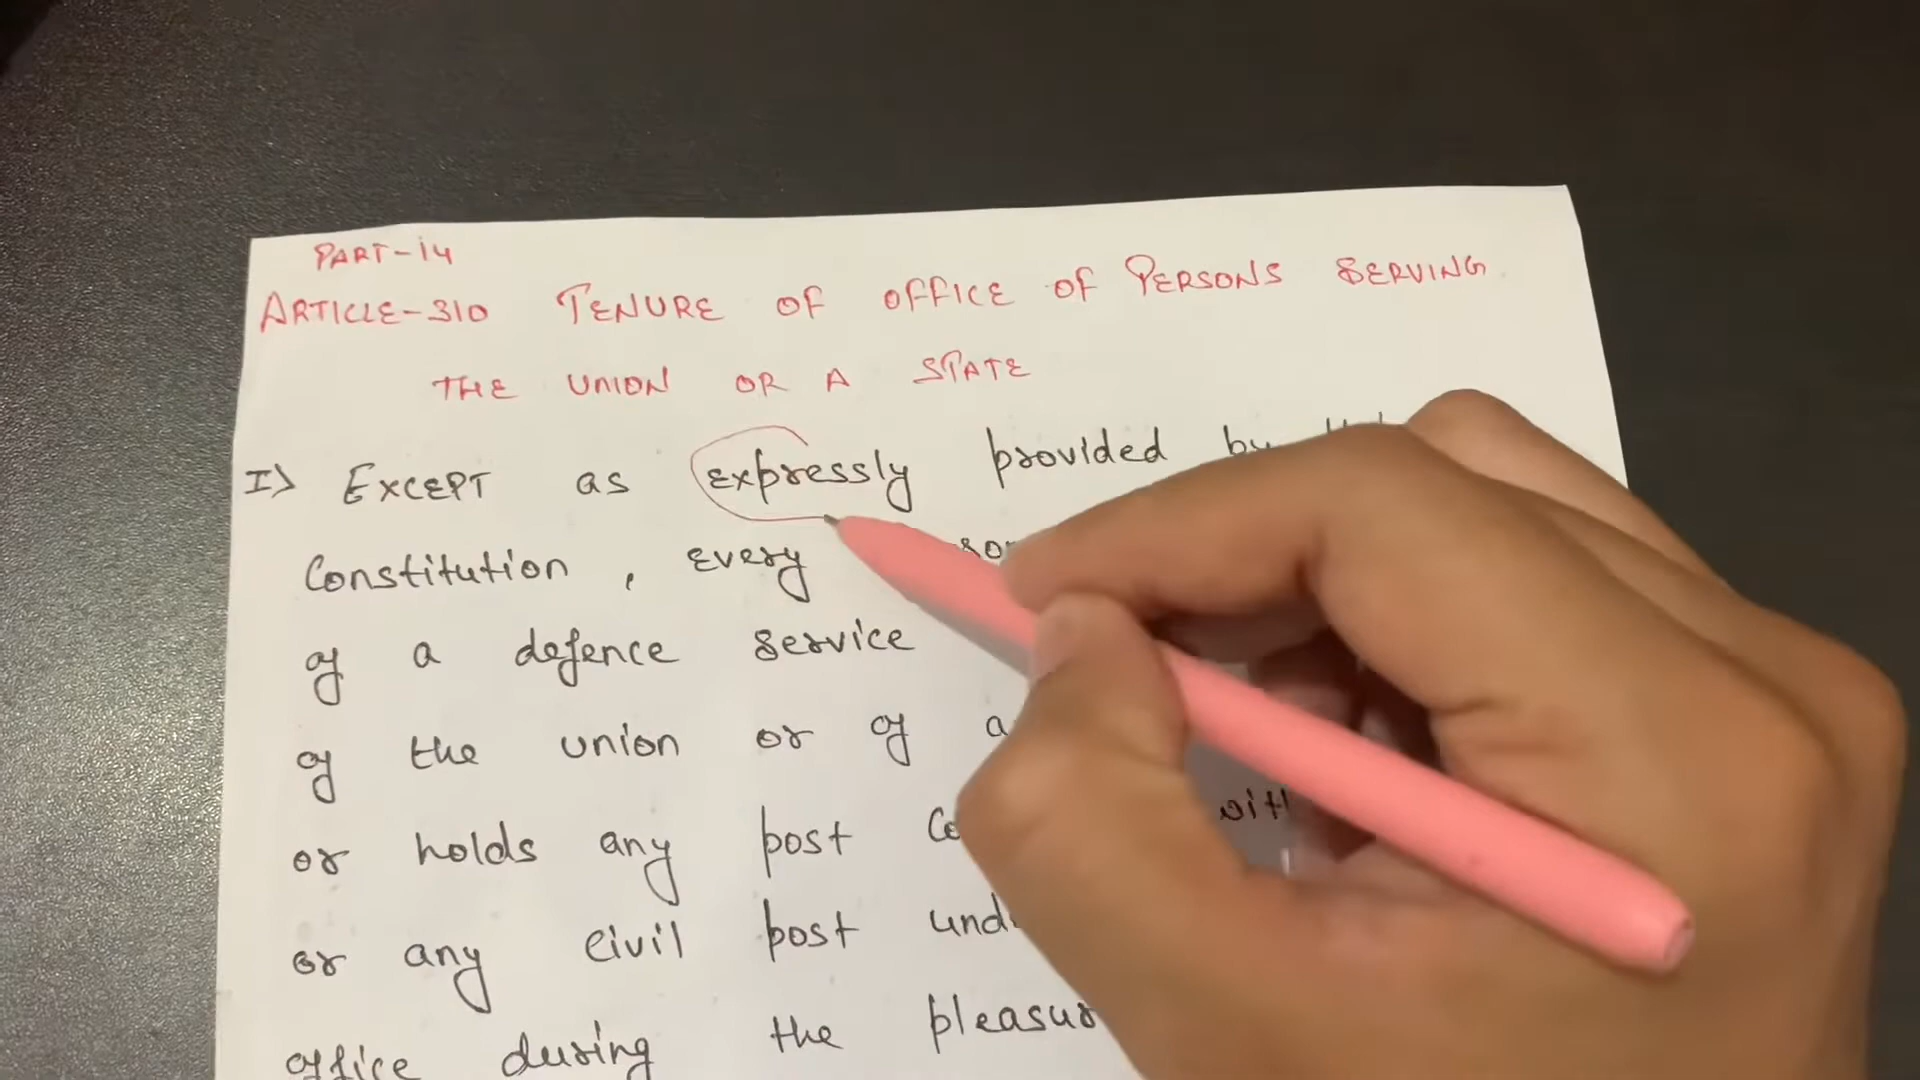 PART-14
ARTICLE-310 TENURE OF OFFICE OF PERSONS SERVING
THE UNION OR A STATE
I) EXCEPT as expressly provided by
Constitution, every
of a defence service
of the union or of a
or holds any post
or any civil post
office during the